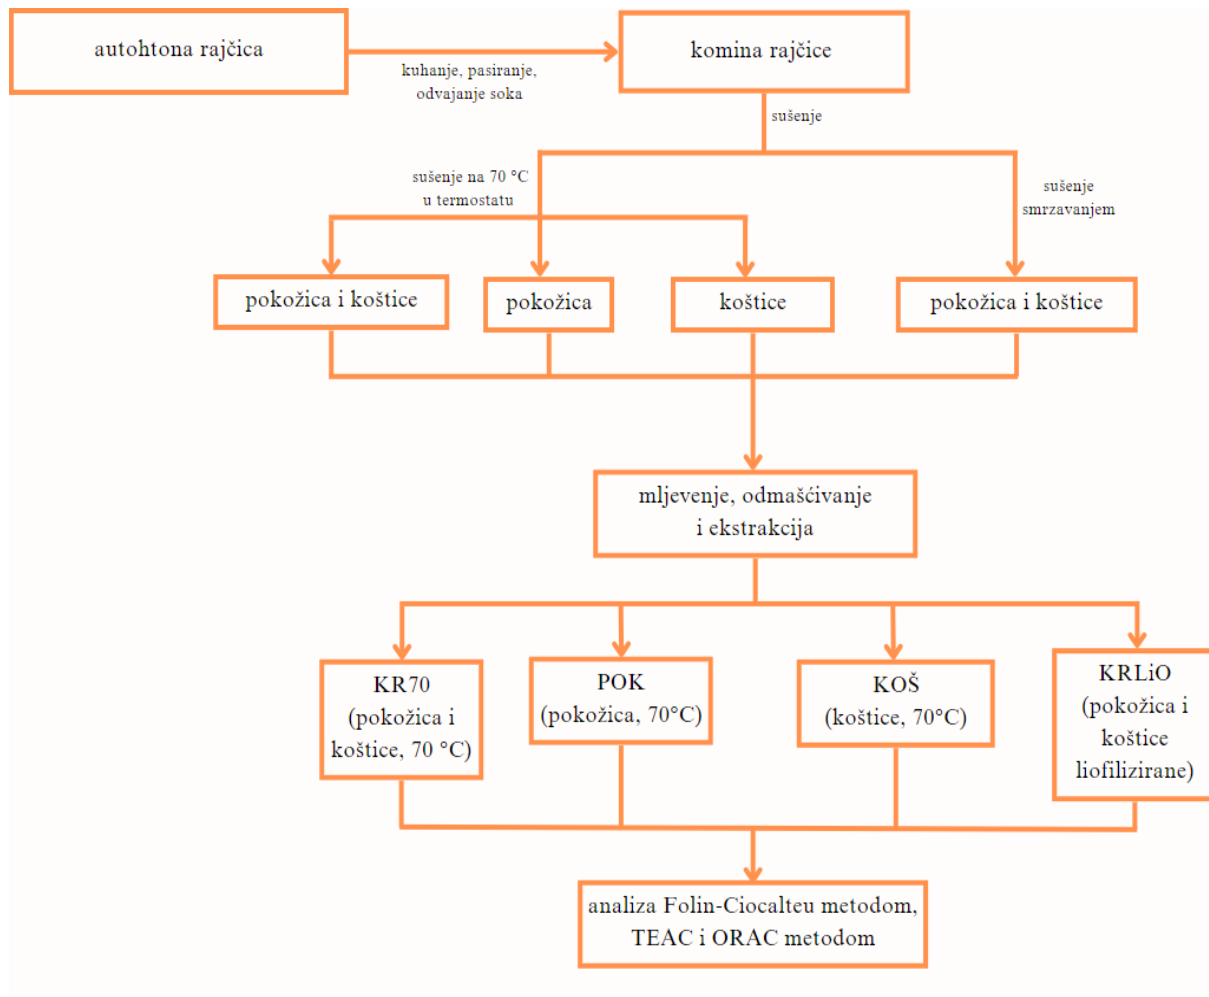 autohtona rajčica
kuhanje, pasiranje,
odvajanje soka
komina rajčice
sušenje
sušenje na 70 °C
u termostatu
sušenje
smrzavanjem
pokožica i koštice
pokožica
koštice
pokožica i koštice
mljevenje, odmašćivanje
i ekstrakcija
KR70
(pokožica i
koštice, 70 °C)
POK
(pokožica, 70°C)
KOŠ
(koštice, 70°C)
KRLiO
(pokožica i
koštice
liofilizirane)
analiza Folin-Ciocalteu metodom,
TEAC i ORAC metodom